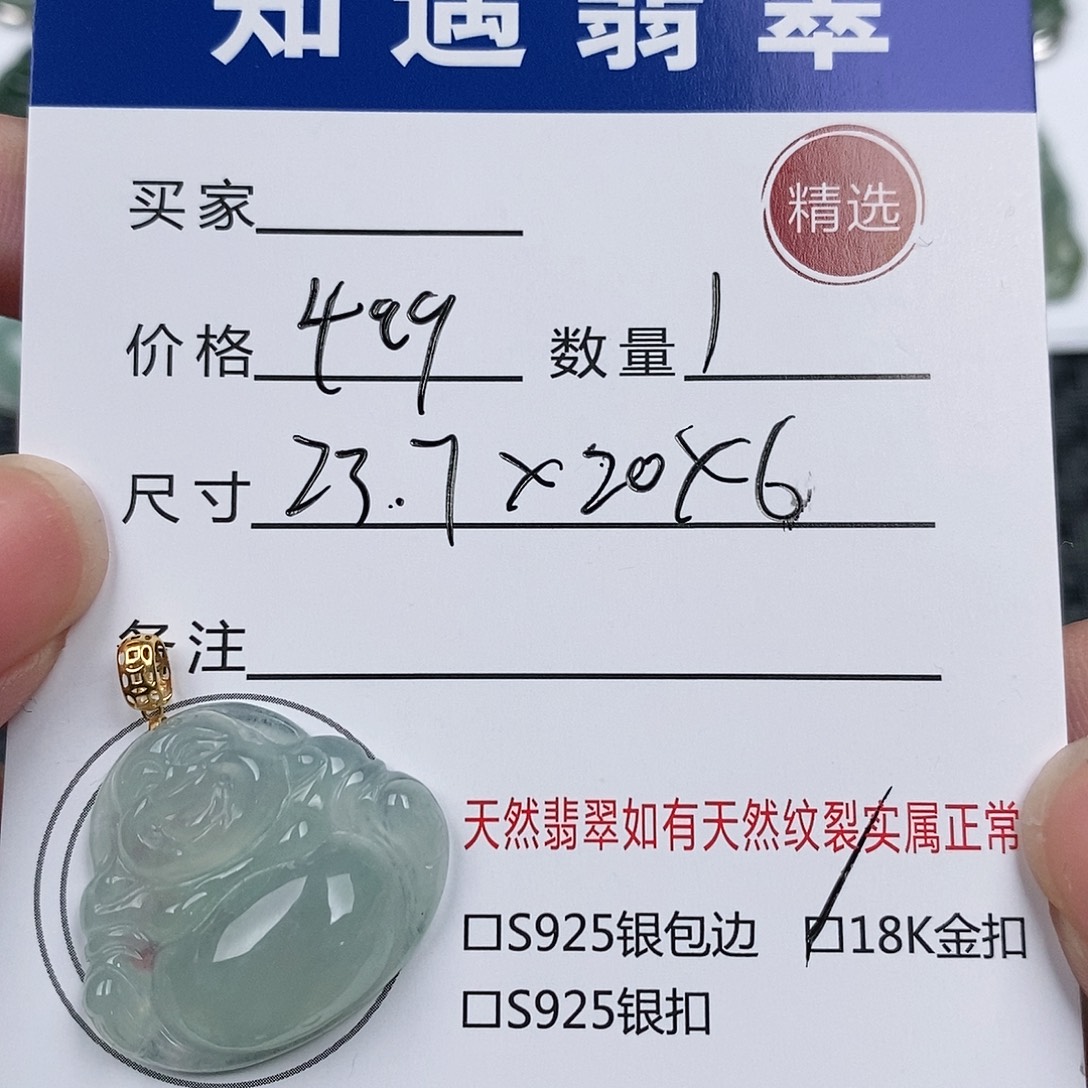 知遇翡翠
买家
精选
价格 499 数量 1
尺寸 23.7×20×6
备注
天然翡翠如有天然纹裂实属正常
□S925银包边 □18K金扣
□S925银扣